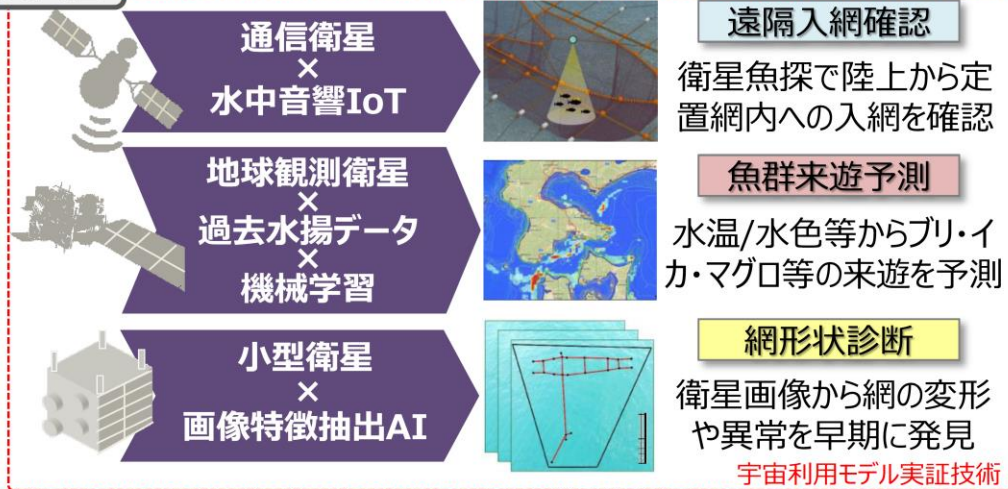 通信衛星
×
水中音響IoT
遠隔入網確認
衛星魚探で陸上から定
置網内への入網を確認
地球観測衛星
×
過去水揚データ
×
機械学習
魚群来遊予測
水温/水色等からブリ・イ
カ・マグロ等の来遊を予測
小型衛星
×
画像特徴抽出AI
網形状診断
衛星画像から網の変形
や異常を早期に発見
宇宙利用モデル実証技術